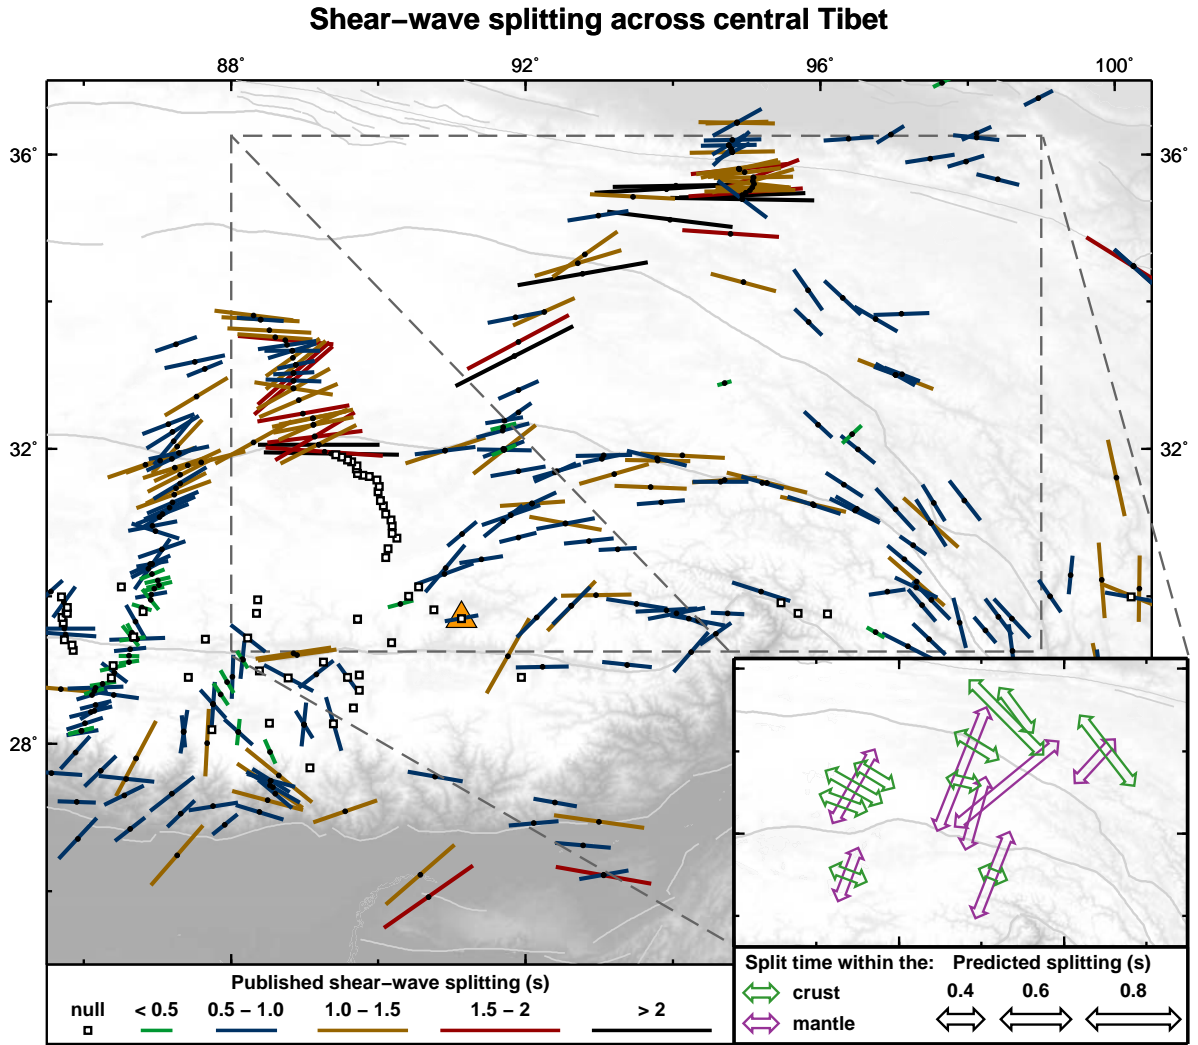 Shear−wave splitting across central Tibet
88˚ 92˚ 96˚ 100˚
36˚ 36˚
32˚ 32˚
28˚
Published shear−wave splitting (s)
null < 0.5 0.5 − 1.0 1.0 − 1.5 1.5 − 2 > 2
Split time within the: Predicted splitting (s)
crust 0.4 0.6 0.8
mantle